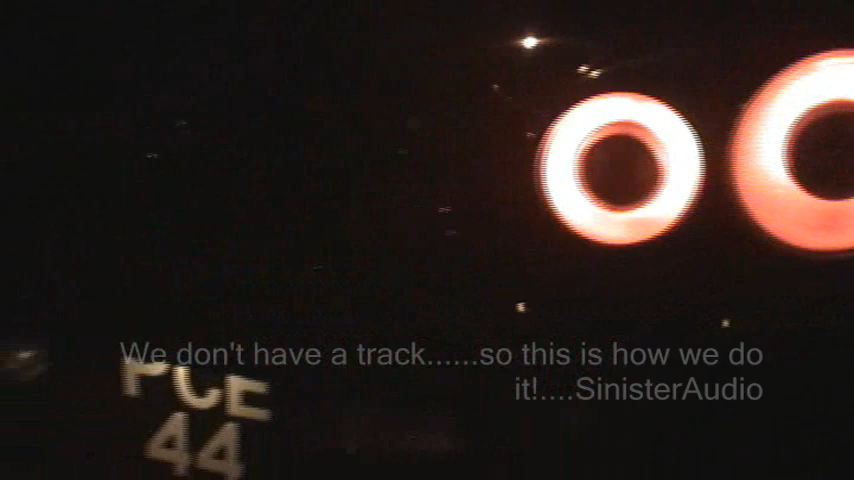 We don't have a track......so this is how we do
it!....SinisterAudio
PCE
44